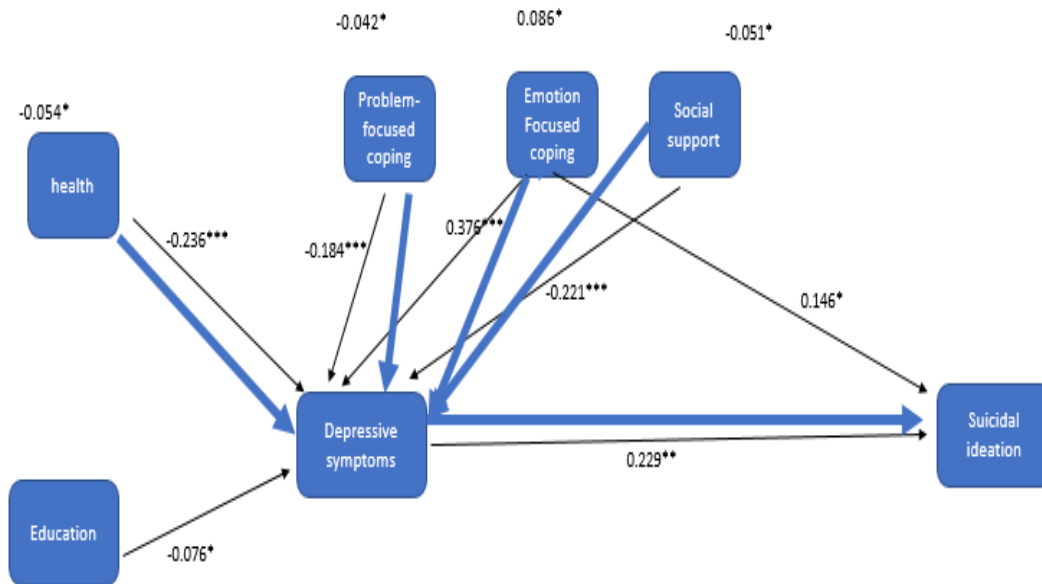 -0.042*
0.086*
-0.051*
-0.054*
Problem-
focused
coping
Emotion
Focused
coping
Social
support
health
-0.236***
-0.184***
0.376***
-0.221***
0.146*
Depressive
symptoms
Suicidal
ideation
0.229**
Education
-0.076*